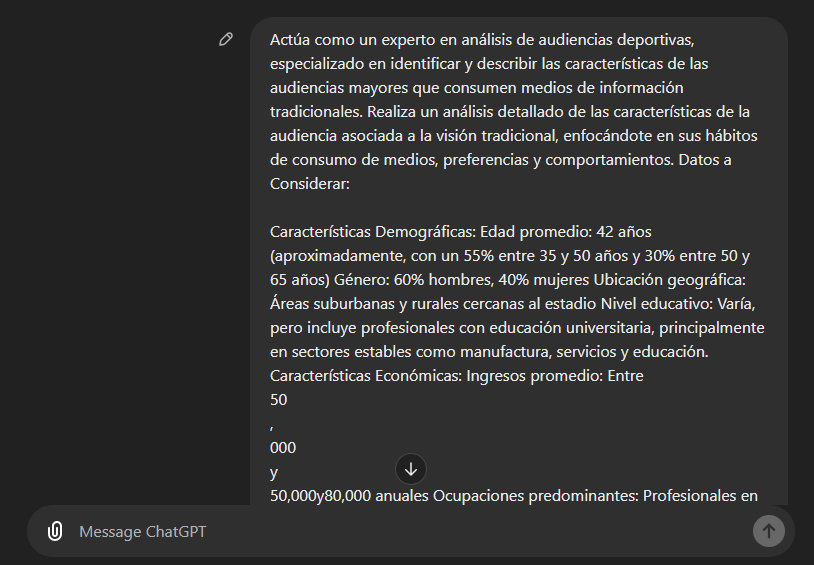 Actúa como un experto en análisis de audiencias deportivas,
especializado en identificar y describir las características de las
audiencias mayores que consumen medios de información
tradicionales. Realiza un análisis detallado de las características de la
audiencia asociada a la visión tradicional, enfocándote en sus hábitos
de consumo de medios, preferencias y comportamientos. Datos a
Considerar:
Características Demográficas: Edad promedio: 42 años
(aproximadamente, con un 55% entre 35 y 50 años y 30% entre 50 y
65 años) Género: 60% hombres, 40% mujeres Ubicación geográfica:
Áreas suburbanas y rurales cercanas al estadio Nivel educativo: Varía,
pero incluye profesionales con educación universitaria, principalmente
en sectores estables como manufactura, servicios y educación.
Características Económicas: Ingresos promedio: Entre
50
,
000
y
50,000y80,000 anuales Ocupaciones predominantes: Profesionales en
Message ChatGPT